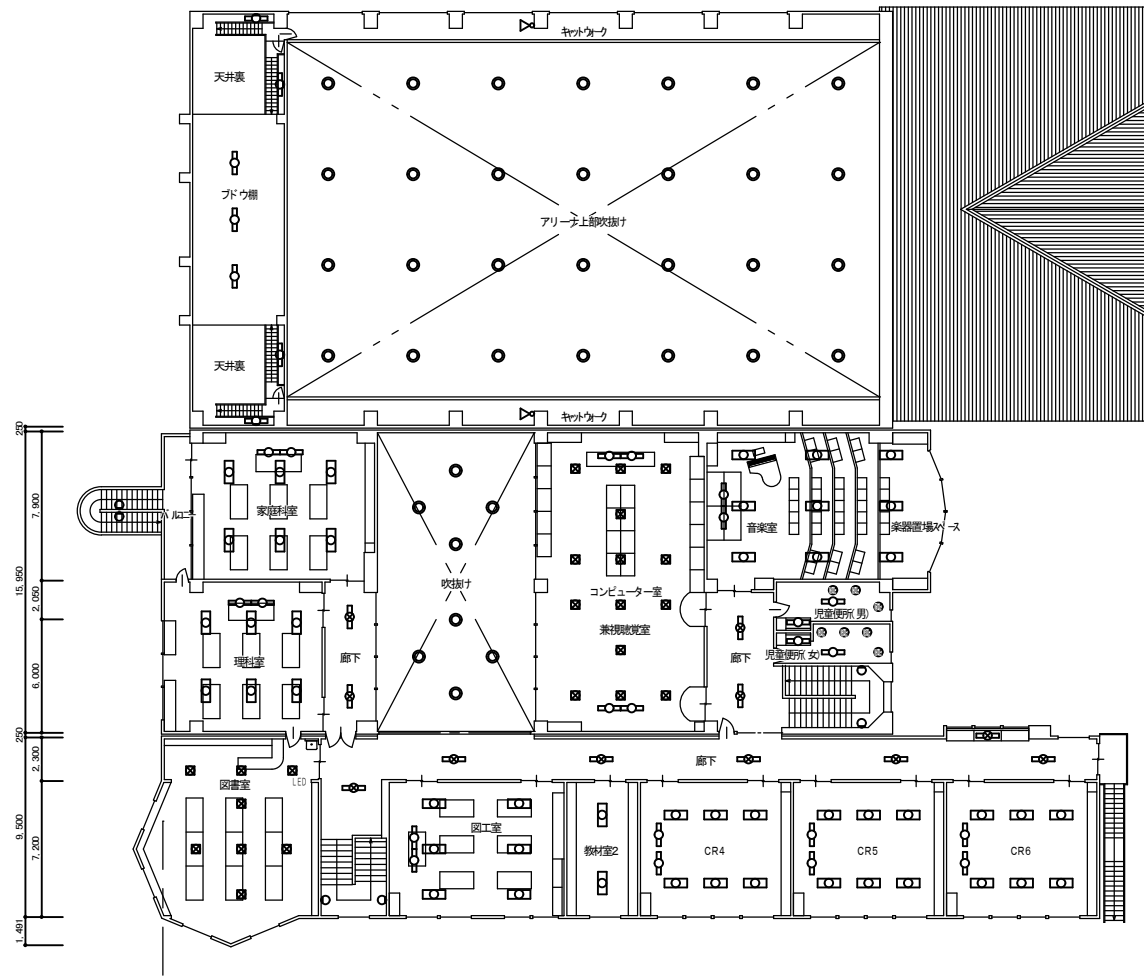 キャットウォーク
天井裏
ブドウ棚
アリーナ上部吹抜け
天井裏
キャットウォーク
250
7,900
15,950
2,050
6,000
250
2,300
9,500
7,200
1,491
バルコニー
家庭科室
音楽室
楽器置場スペース
吹抜け
コンピューター室
兼視聴覚室
児童便所(男)
児童便所(女)
理科室
廊下
廊下
廊下
図書室
LED
図工室
教材室2
CR4
CR5
CR6